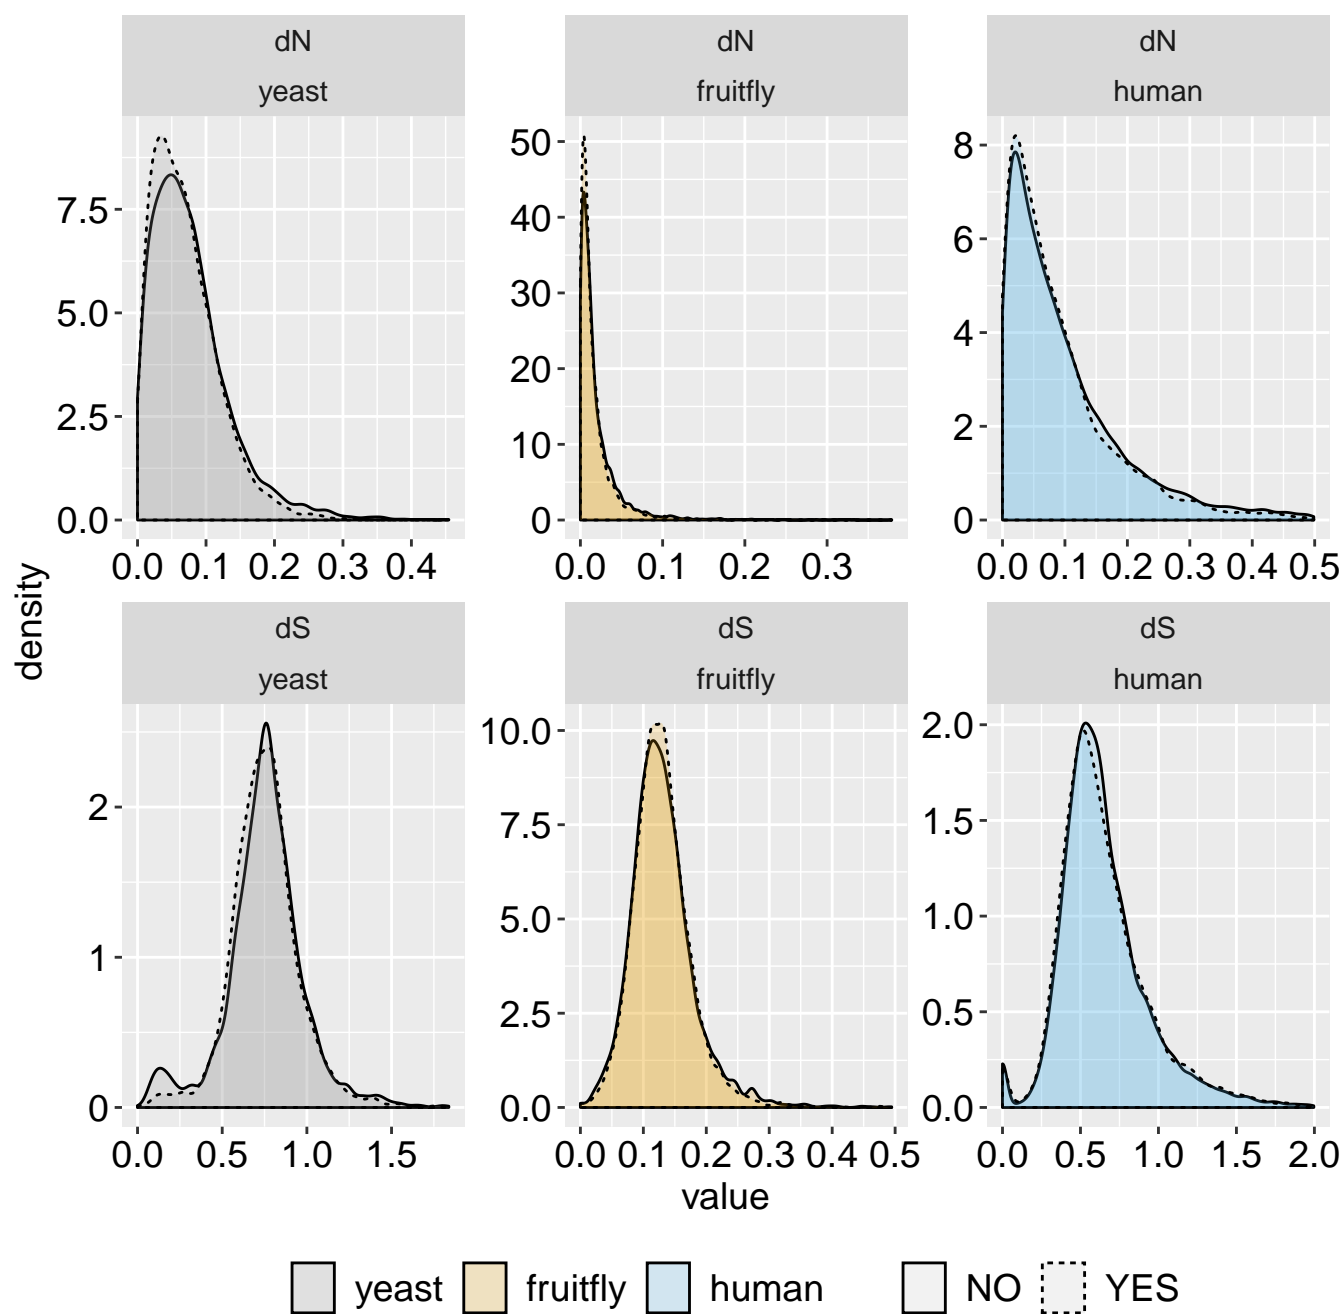 dN
yeast
dN
fruitfly
dN
human
7.5
5.0
2.5
0.0
0.0 0.1 0.2 0.3 0.4
50
40
30
20
10
0
0.0 0.1 0.2 0.3
8
6
4
2
0
0.0 0.1 0.2 0.3 0.4 0.5
density
dS
yeast
dS
fruitfly
dS
human
2
1
0
0.0 0.5 1.0 1.5
10.0
7.5
5.0
2.5
0.0
0.0 0.1 0.2 0.3 0.4 0.5
2.0
1.5
1.0
0.5
0.0
0.0 0.5 1.0 1.5 2.0
value
yeast fruitfly human NO YES